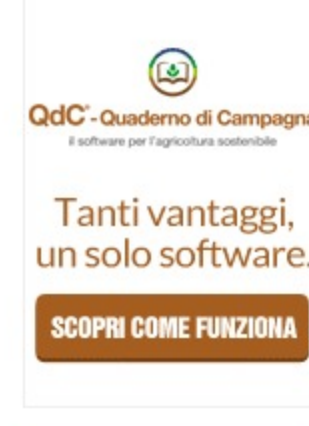 QdC® - Quaderno di Campagna
il software per l'agricoltura sostenibile
Tanti vantaggi,
un solo software.
SCOPRI COME FUNZIONA